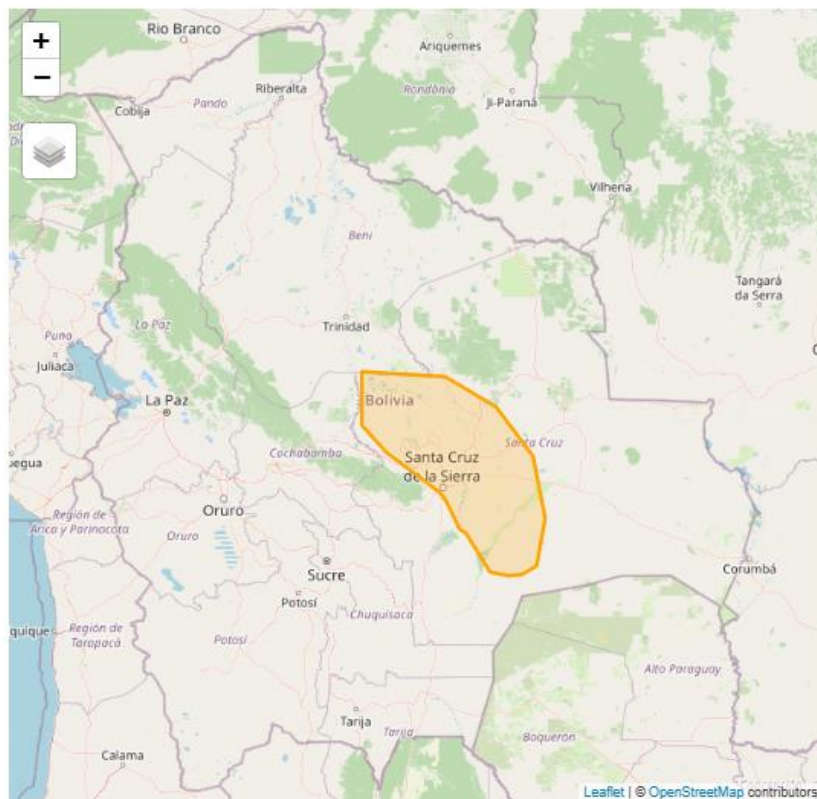 +
−
Rio Branco
Ariquemes
Riberalta
Rondônia
Ji-Paraná
Cobija
Pando
Vilhena
Beni
Tangará
da Serra
Trinidad
La Paz
Puno
Juliaca
La Paz
Bolivia
Santa Cruz
Cochabamba
Santa Cruz
de la Sierra
Oruro
Región de
Arica y Parinacota
Oruro
Corumbá
Sucre
Potosí
Chuquisaca
Región de
Tarapacá
Potosí
Alto Paraguay
Tarija
Tarija
Boquerón
Calama
Leaflet | © OpenStreetMap contributors